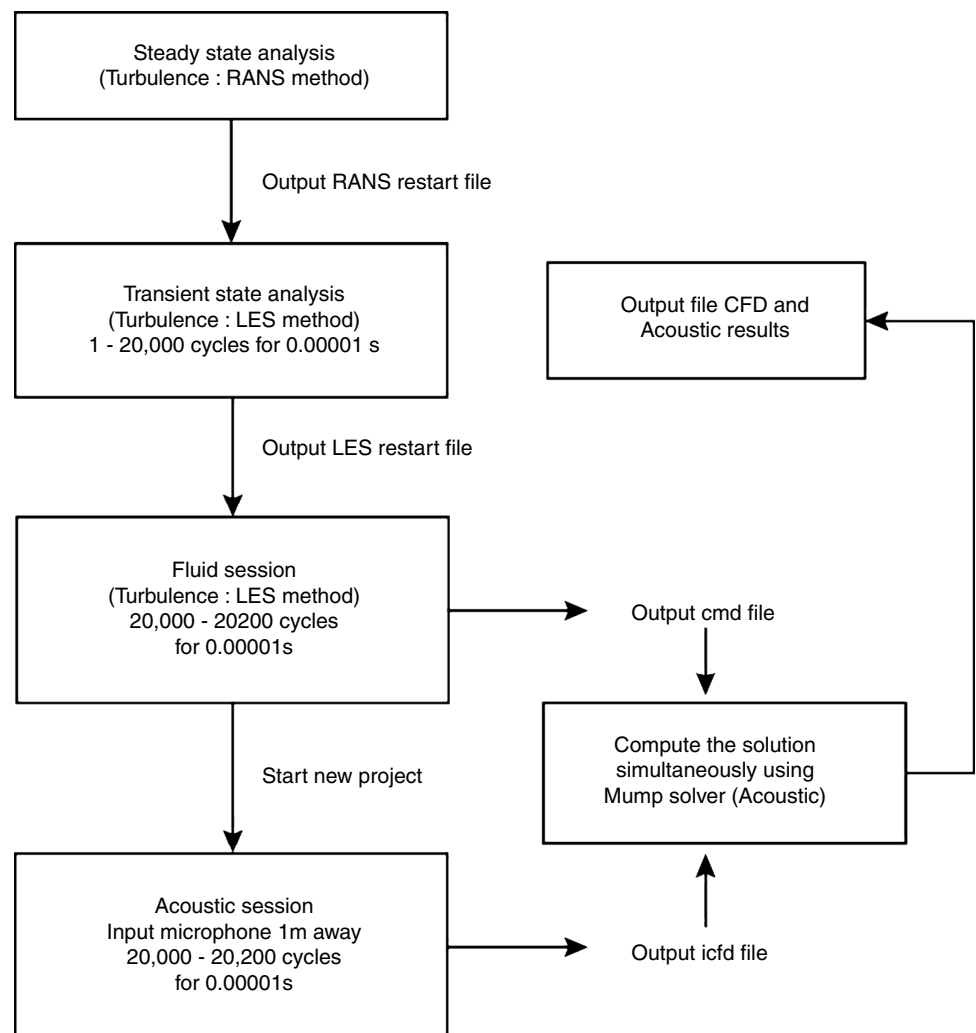 Steady state analysis
(Turbulence : RANS method)
Output RANS restart file
Transient state analysis
(Turbulence : LES method)
1 - 20,000 cycles for 0.00001 s
Output file CFD and
Acoustic results
Output LES restart file
Fluid session
(Turbulence : LES method)
20,000 - 20200 cycles
for 0.00001s
Output cmd file
Compute the solution
simultaneously using
Mump solver (Acoustic)
Start new project
Acoustic session
Input microphone 1m away
20,000 - 20,200 cycles
for 0.00001s
Output icfd file